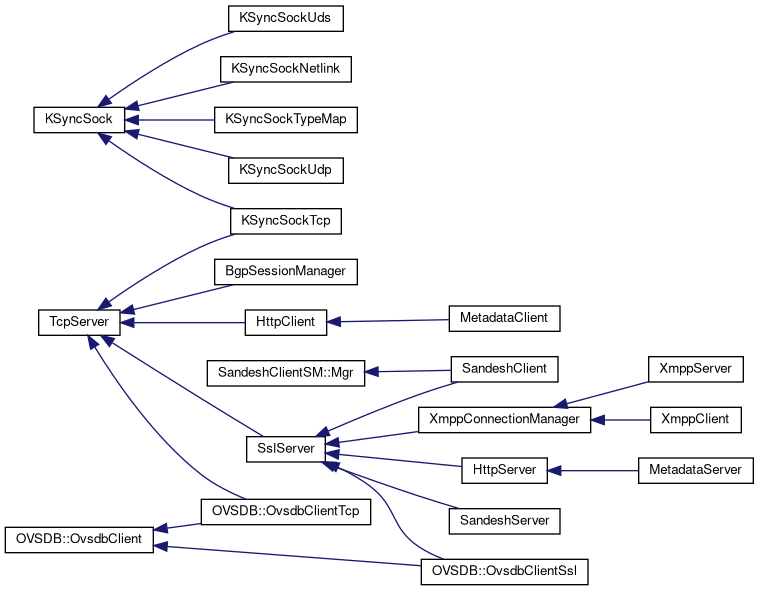 KSyncSockUds
KSyncSockNetlink
KSyncSock
KSyncSockTypeMap
KSyncSockUdp
KSyncSockTcp
BgpSessionManager
TcpServer
HttpClient
MetadataClient
SandeshClientSM::Mgr
SandeshClient
XmppServer
XmppConnectionManager
XmppClient
SslServer
HttpServer
MetadataServer
OVSDB::OvsdbClientTcp
SandeshServer
OVSDB::OvsdbClient
OVSDB::OvsdbClientSsl